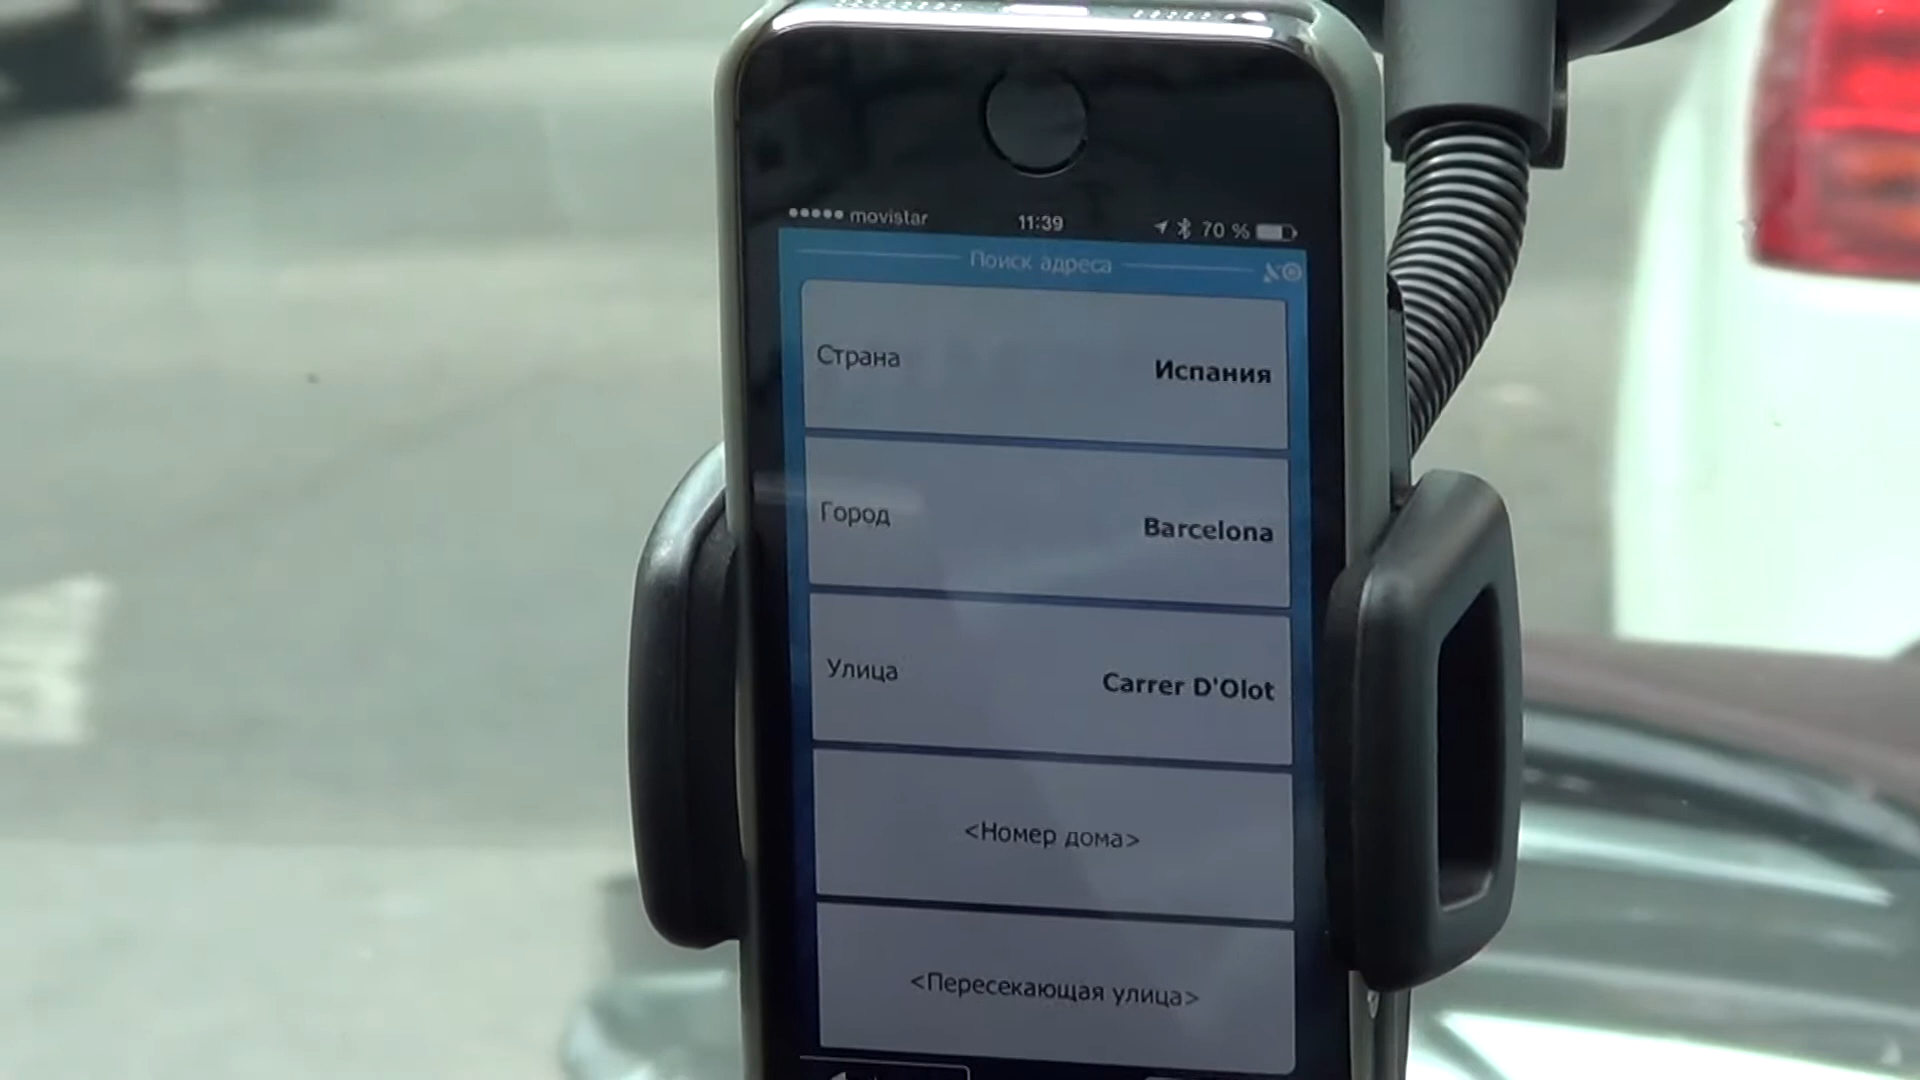 movistar 11:39 70 %
Поиск адреса
Страна Испания
Город Barcelona
Улица Carrer D'Olot
<Номер дома>
<Пересекающая улица>